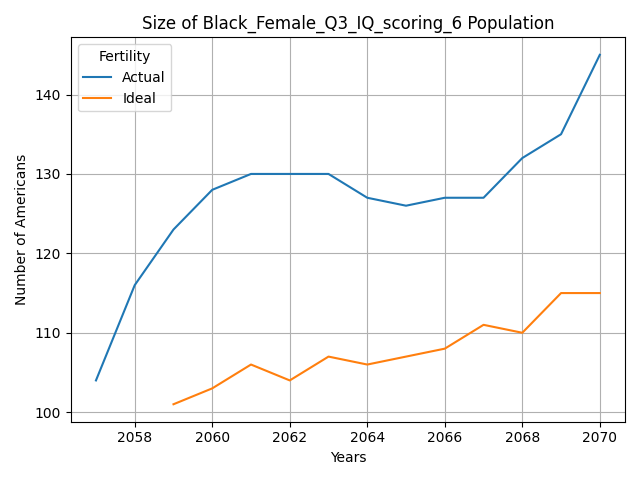 Size of Black_Female_Q3_IQ_scoring_6 Population
Fertility
Actual
Ideal
Number of Americans
140
130
120
110
100
2058 2060 2062 2064 2066 2068 2070
Years